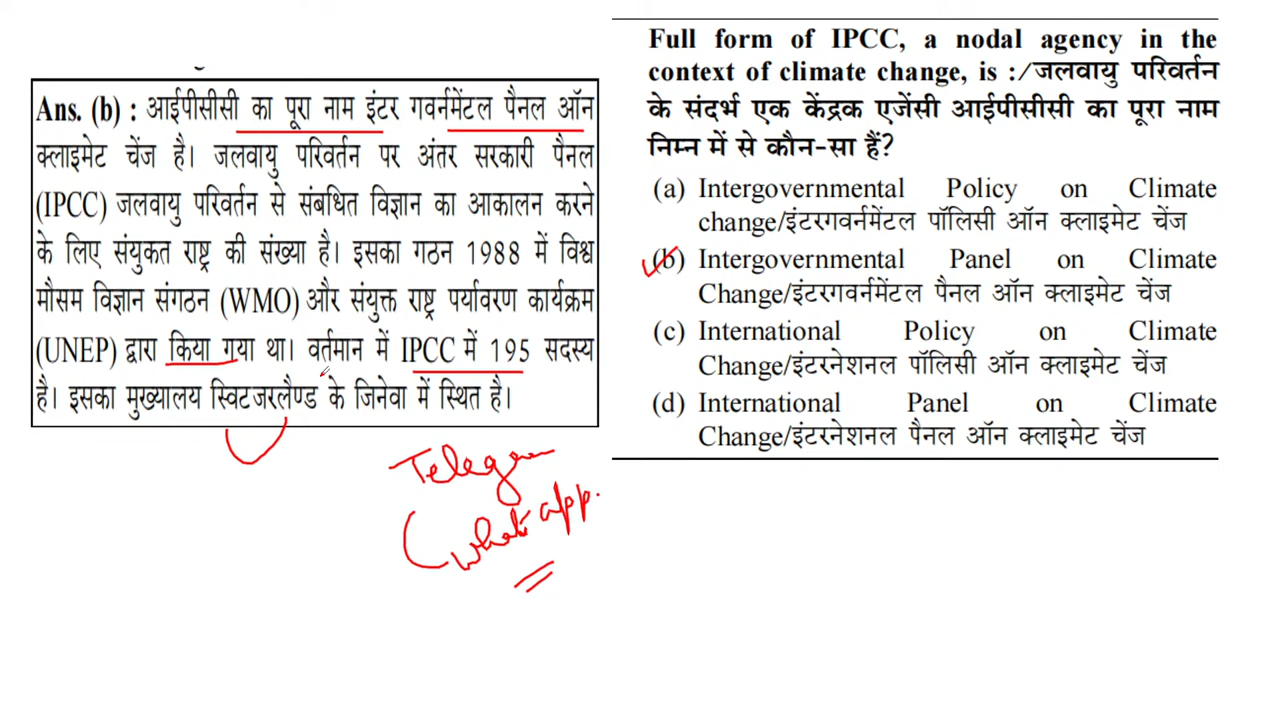 Ans. (b) : आईपीसीसी का पूरा नाम इंटर गवर्नमेंटल पैनल ऑन
क्लाइमेट चेंज है। जलवायु परिवर्तन पर अंतर सरकारी पैनल
(IPCC) जलवायु परिवर्तन से संबधित विज्ञान का आकालन करने
के लिए संयुकत राष्ट्र की संख्या है। इसका गठन 1988 में विश्व
मौसम विज्ञान संगठन (WMO) और संयुक्त राष्ट्र पर्यावरण कार्यक्रम
(UNEP) द्वारा किया गया था। वर्तमान में IPCC में 195 सदस्य
है। इसका मुख्यालय स्विटजरलैण्ड के जिनेवा में स्थित है।
Telegram
What app.
Full form of IPCC, a nodal agency in the
context of climate change, is :/जलवायु परिवर्तन
के संदर्भ एक केंद्रक एजेंसी आईपीसीसी का पूरा नाम
निम्न में से कौन-सा हैं?
(a) Intergovernmental Policy on Climate
change/इंटरगवर्नमेंटल पॉलिसी ऑन क्लाइमेट चेंज
(b) Intergovernmental Panel on Climate
Change/इंटरगवर्नमेंटल पैनल ऑन क्लाइमेट चेंज
(c) International Policy on Climate
Change/इंटरनेशनल पॉलिसी ऑन क्लाइमेट चेंज
(d) International Panel on Climate
Change/इंटरनेशनल पैनल ऑन क्लाइमेट चेंज